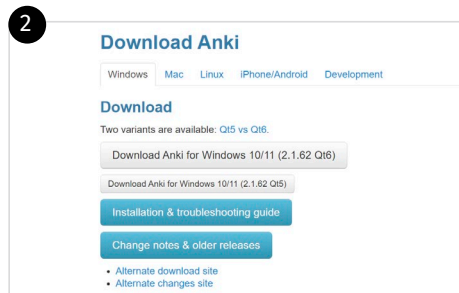 2
Download Anki
Windows Mac Linux iPhone/Android Development
Download
Two variants are available: Qt5 vs Qt6.
Download Anki for Windows 10/11 (2.1.62 Qt6)
Download Anki for Windows 10/11 (2.1.62 Qt5)
Installation & troubleshooting guide
Change notes & older releases
• Alternate download site
• Alternate changes site